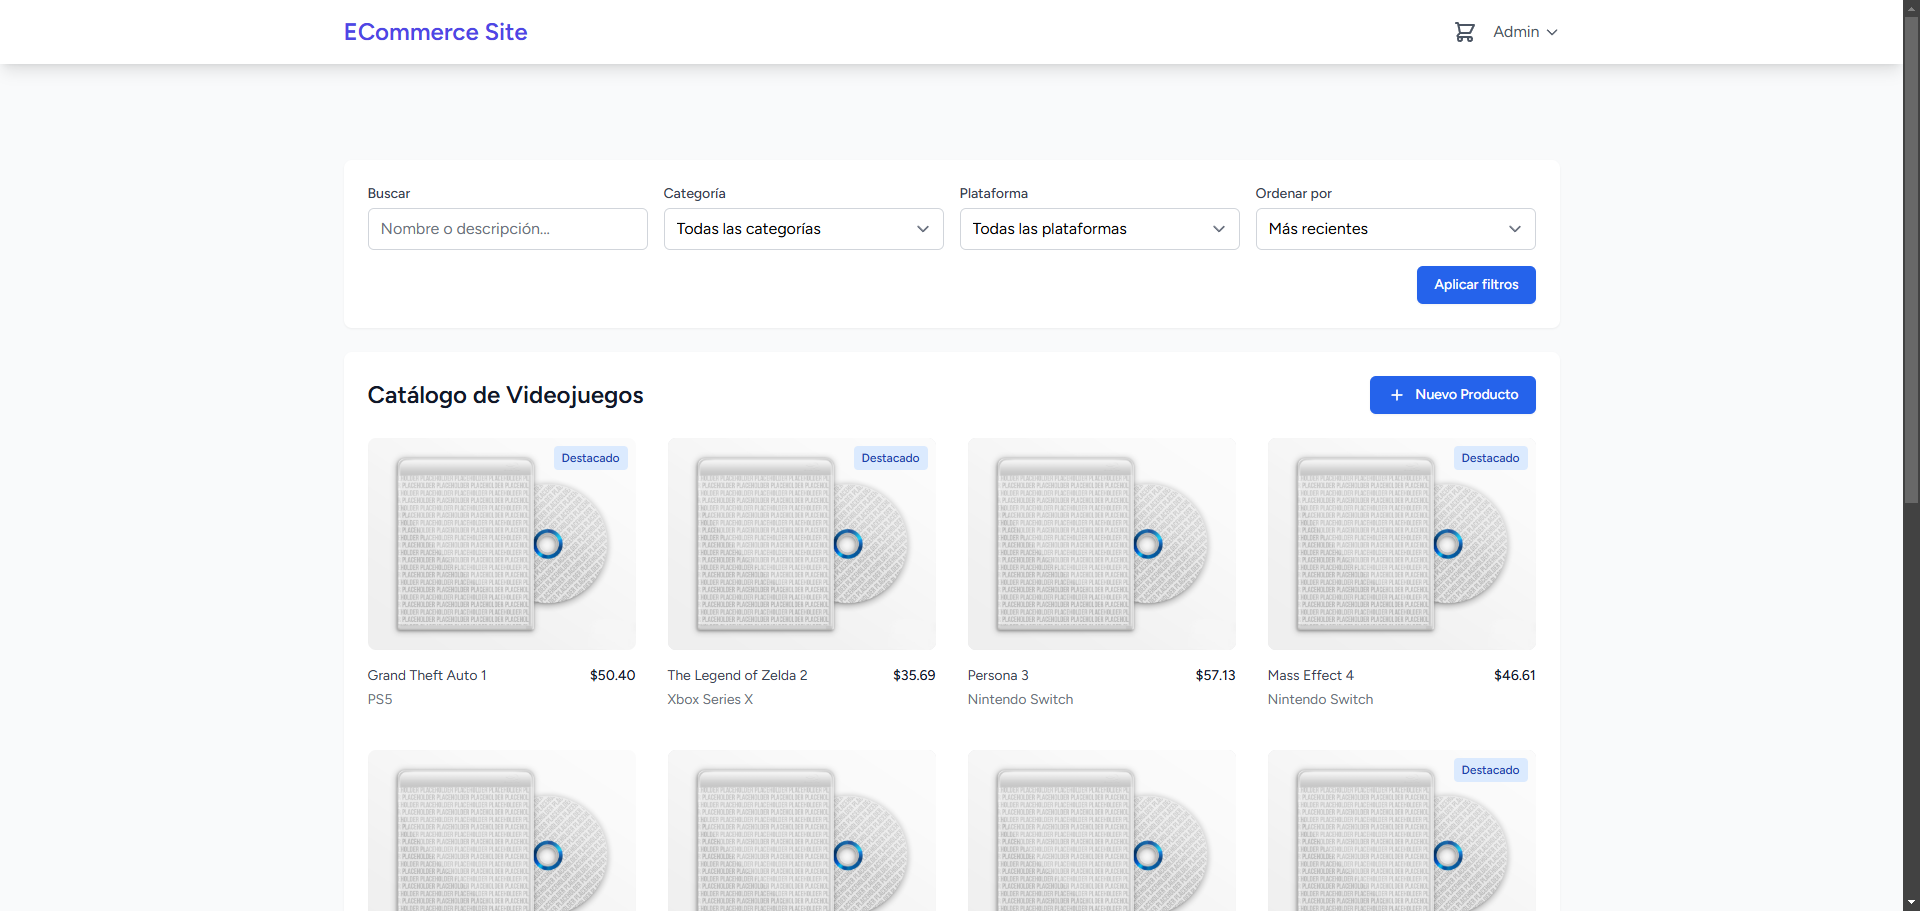 ECommerce Site
Admin
Buscar
Categoría
Plataforma
Ordenar por
Nombre o descripción...
Todas las categorías
Todas las plataformas
Más recientes
Aplicar filtros
Catálogo de Videojuegos
Nuevo Producto
Destacado
Destacado
Destacado
Grand Theft Auto 1
$50.40
The Legend of Zelda 2
$35.69
Persona 3
$57.13
Mass Effect 4
$46.61
PS5
Xbox Series X
Nintendo Switch
Nintendo Switch
Destacado